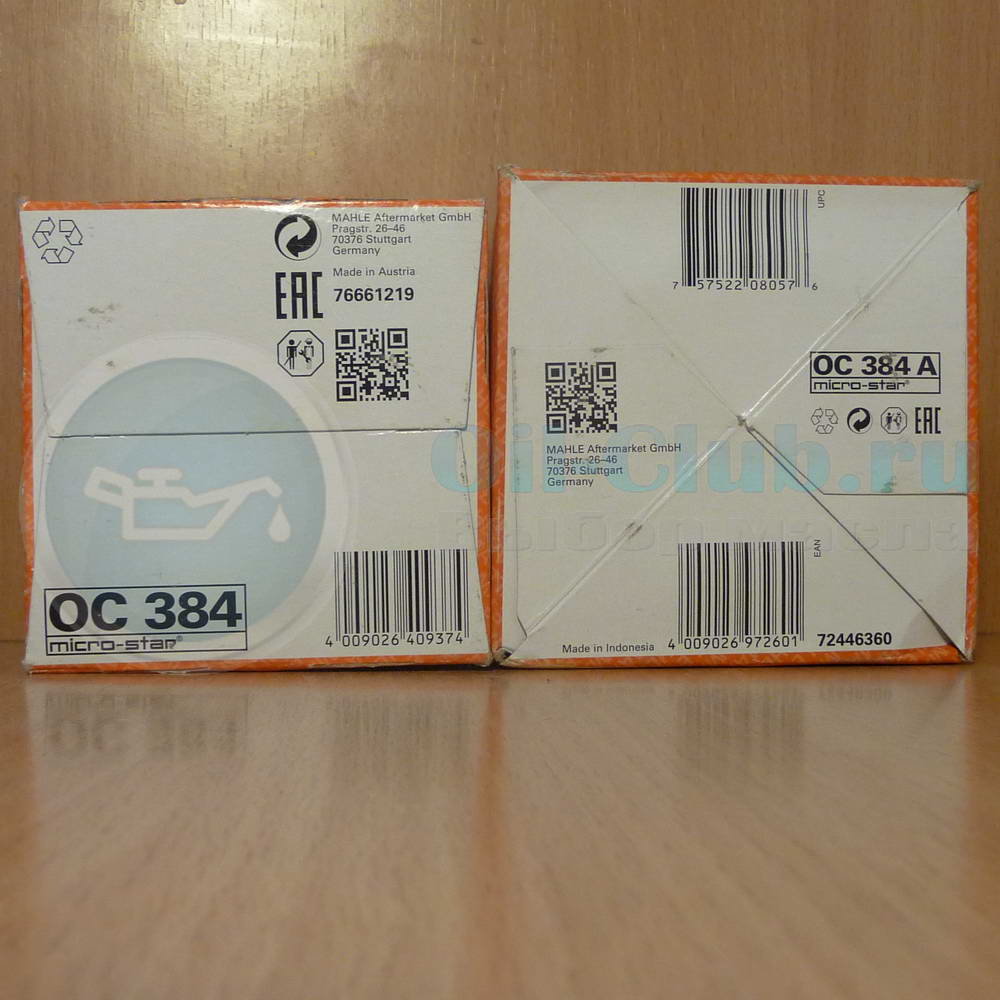 MAHLE Aftermarket GmbH
Pragstr. 26–46
70376 Stuttgart
Germany
Made in Austria
EAC
76661219
OC 384
micro-star®
4 009026 409374
UPC
7 57522 08057 6
OC 384 A
micro-star®
EAC
MAHLE Aftermarket GmbH
Pragstr. 26–46
70376 Stuttgart
Germany
Oil-Club.ru
Выбор масла
EAN
Made in Indonesia
4 009026 972601
72446360